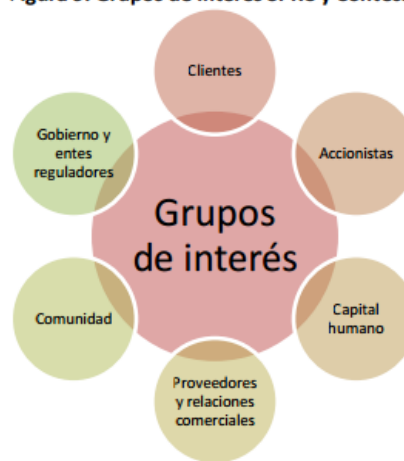 Clientes
Accionistas
Capital
humano
Proveedores
y relaciones
comerciales
Comunidad
Gobierno y
entes
reguladores
Grupos
de interés